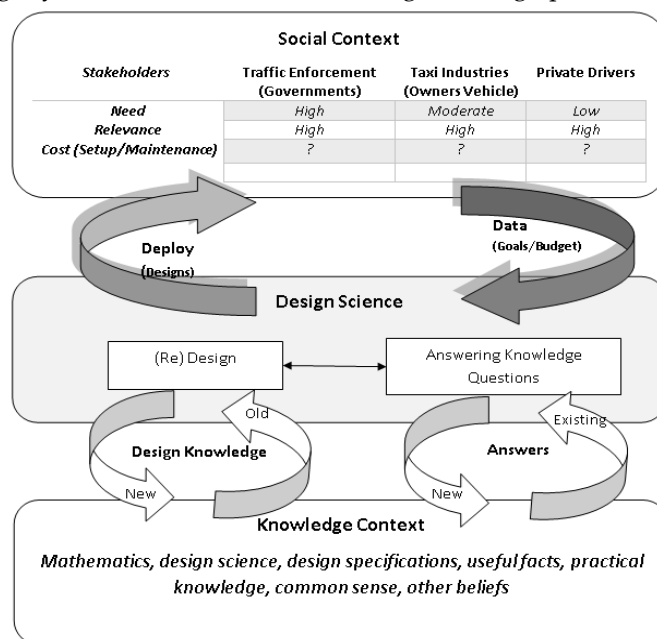 Social Context
Stakeholders Traffic Enforcement Taxi Industries Private Drivers
(Governments) (Owners Vehicle)
Need High Moderate Low
Relevance High High High
Cost (Setup/Maintenance) ? ? ?
Data
Deploy (Goals/Budget)
(Designs)
Design Science
(Re) Design Answering Knowledge
Questions
Old Existing
Design Knowledge Answers
New New
Knowledge Context
Mathematics, design science, design specifications, useful facts, practical
knowledge, common sense, other beliefs